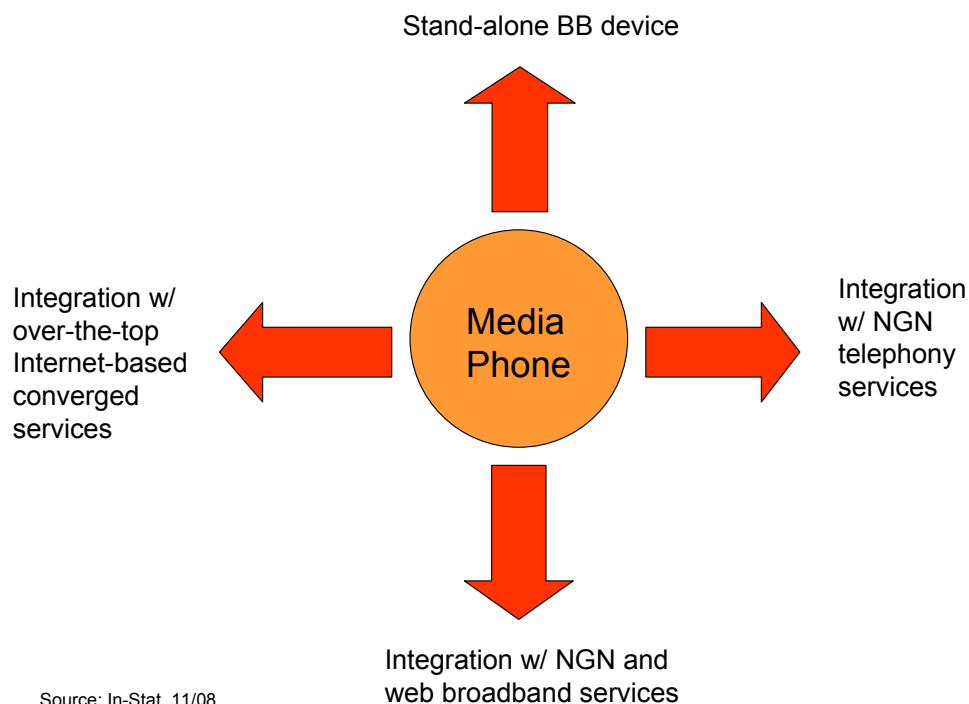 Stand-alone BB device
Integration w/
over-the-top
Internet-based
converged
services
Media
Phone
Integration
w/ NGN
telephony
services
Integration w/ NGN and
web broadband services
Source: In-Stat, 11/08